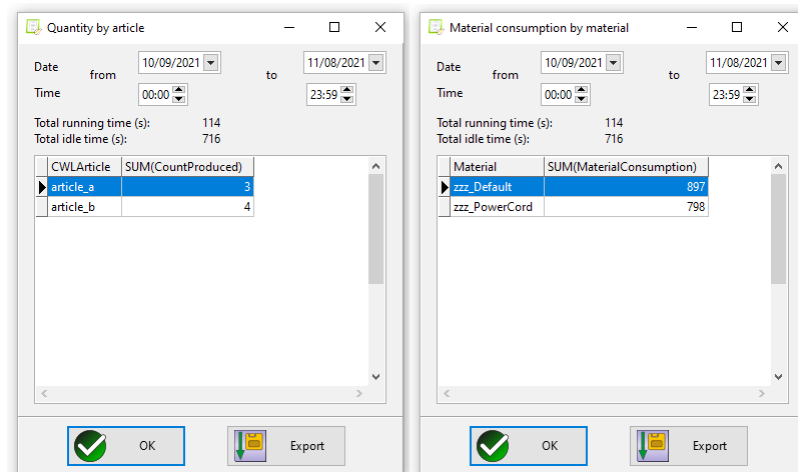 Quantity by article
Date from 10/09/2021 to 11/08/2021
Time 00:00 23:59
Total running time (s): 114
Total idle time (s): 716
CWLArticle SUM(CountProduced)
article_a 3
article_b 4
OK Export
Material consumption by material
Date from 10/09/2021 to 11/08/2021
Time 00:00 23:59
Total running time (s): 114
Total idle time (s): 716
Material SUM(MaterialConsumption)
zzz_Default 897
zzz_PowerCord 798
OK Export